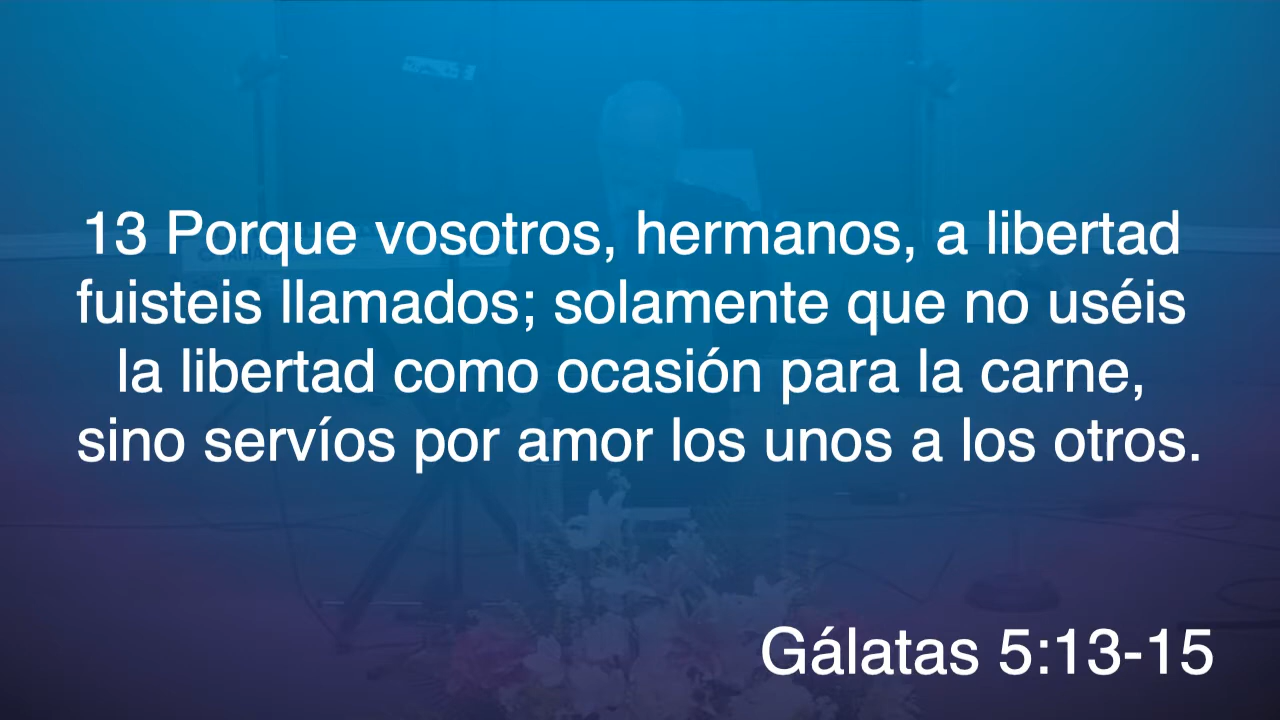 13 Porque vosotros, hermanos, a libertad
fuisteis llamados; solamente que no uséis
la libertad como ocasión para la carne,
sino servíos por amor los unos a los otros.
Gálatas 5:13-15